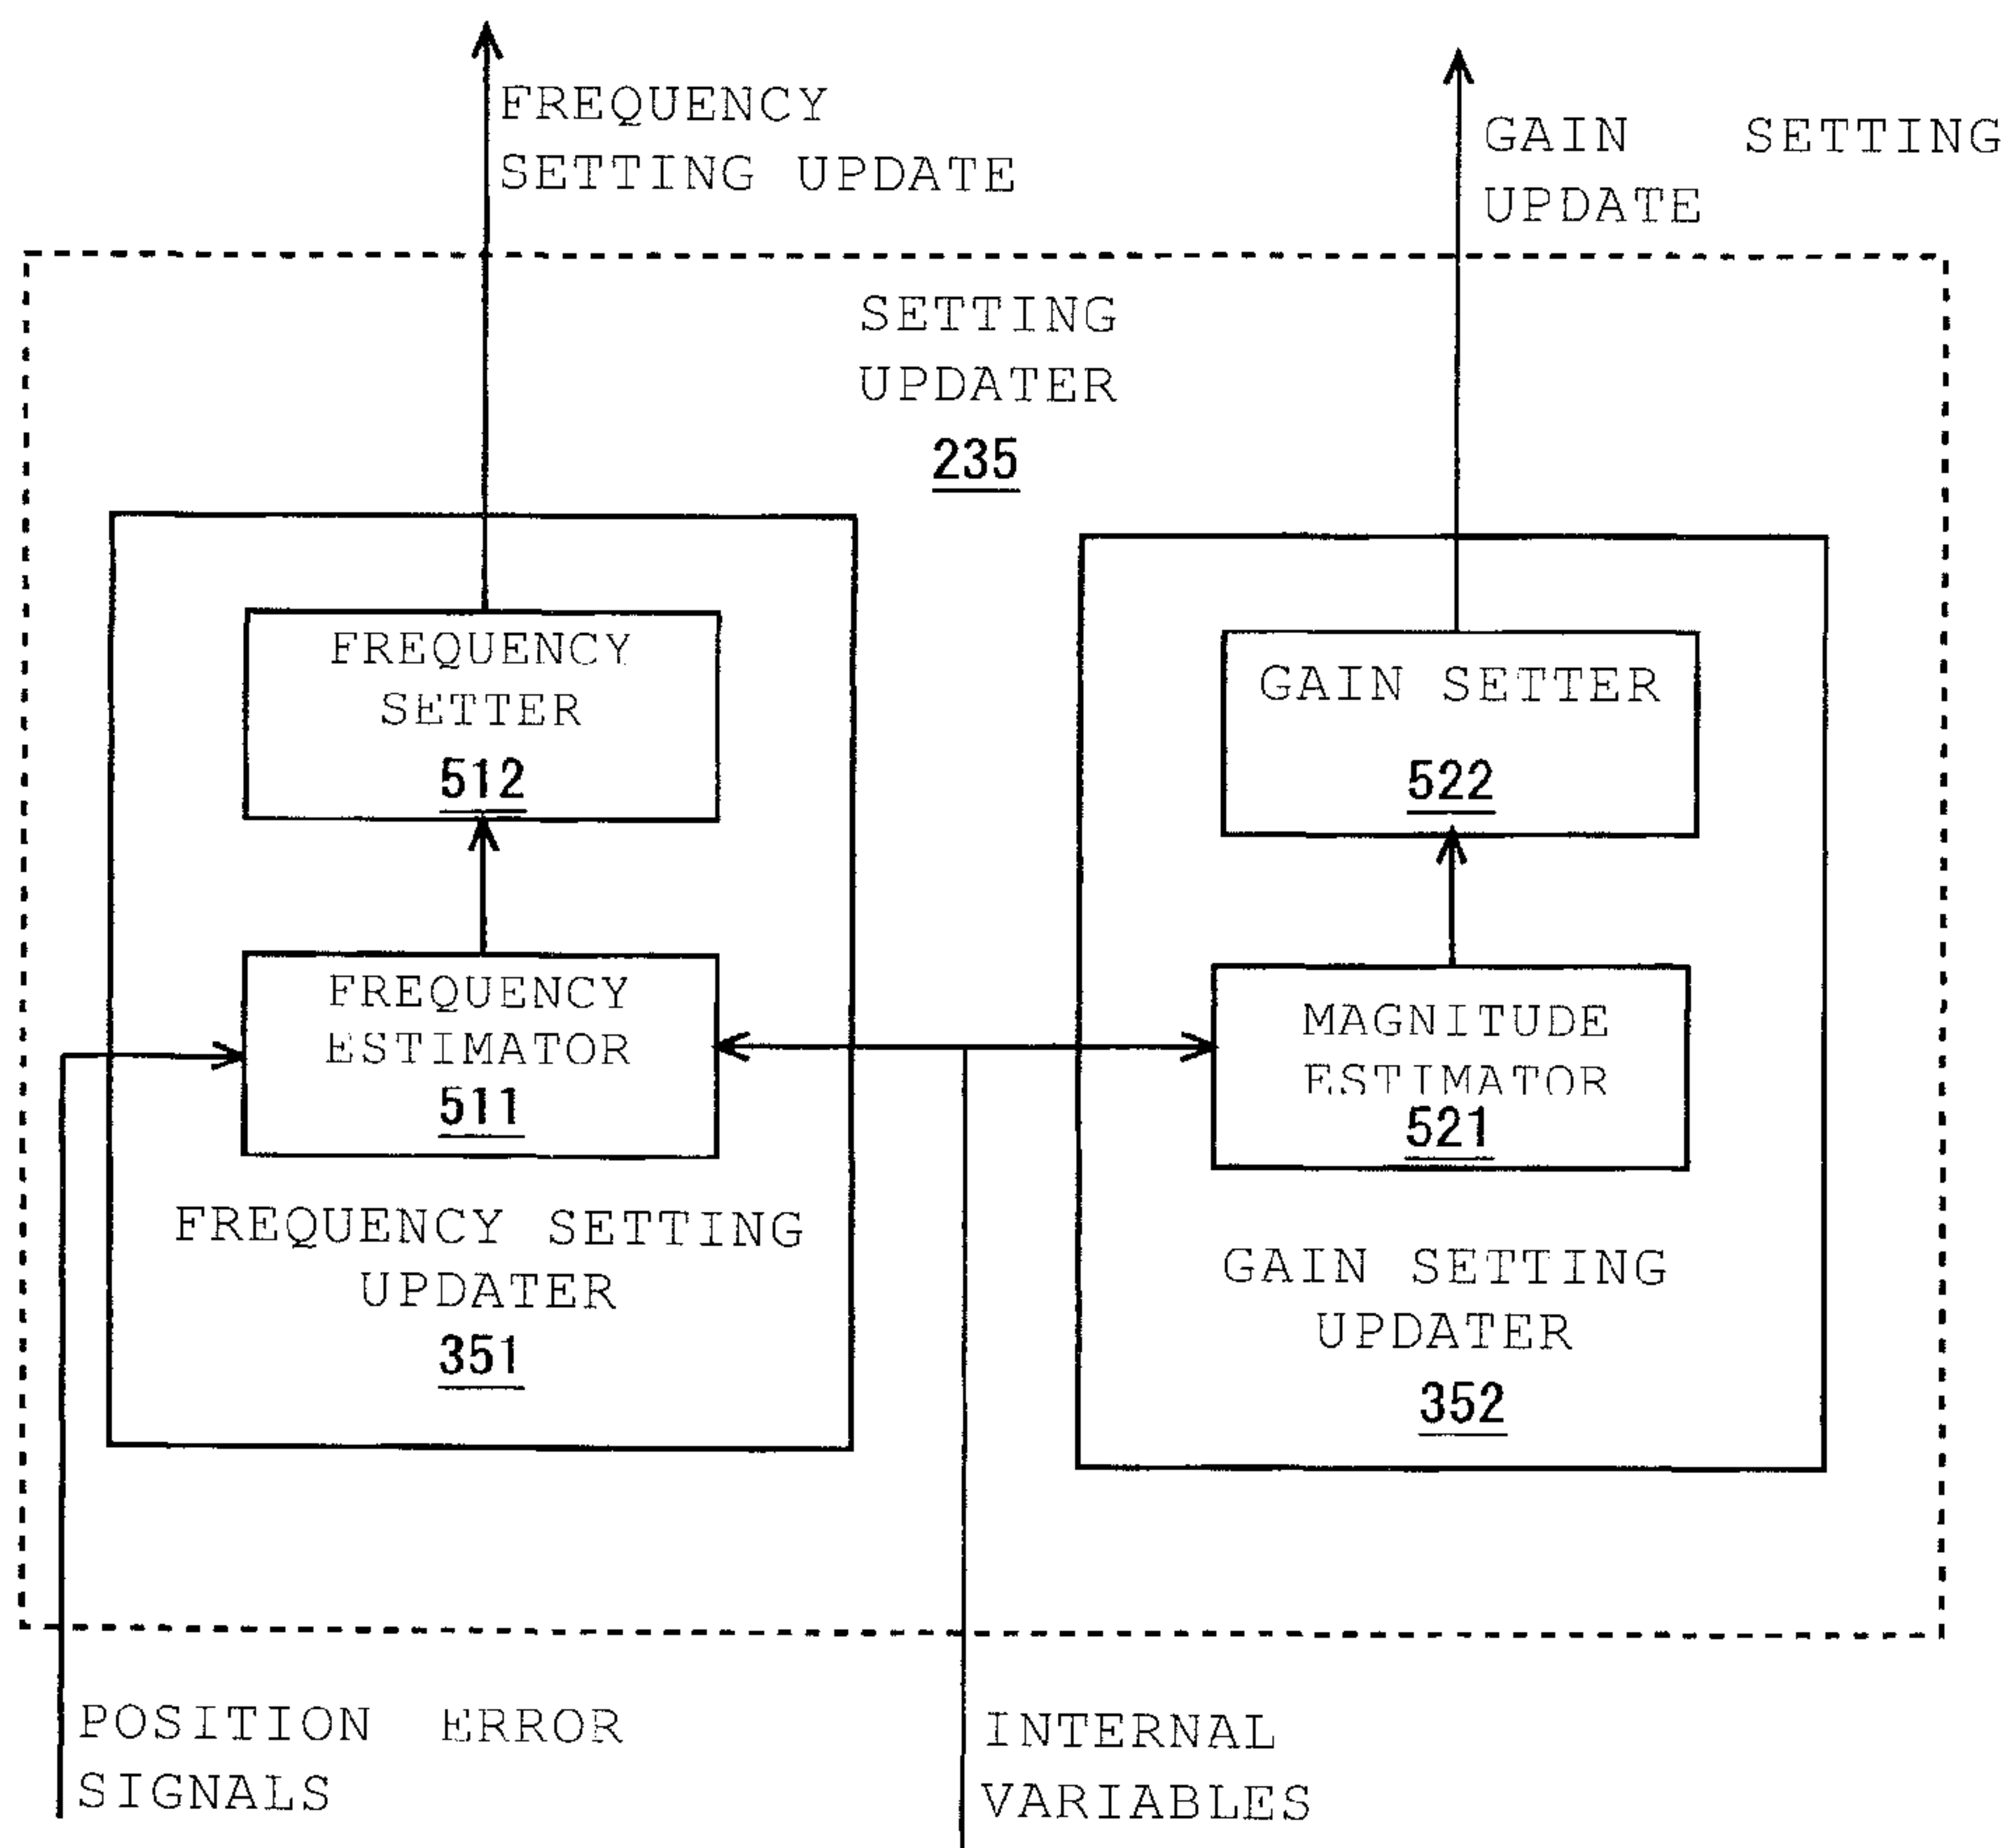 FREQUENCY
SETTING UPDATE
GAIN SETTING
UPDATE
SETTING
UPDATER
235
FREQUENCY
SETTER
512
GAIN SETTER
522
FREQUENCY
ESTIMATOR
511
MAGNITUDE
ESTIMATOR
521
FREQUENCY SETTING
UPDATER
351
GAIN SETTING
UPDATER
352
POSITION ERROR
SIGNALS
INTERNAL
VARIABLES